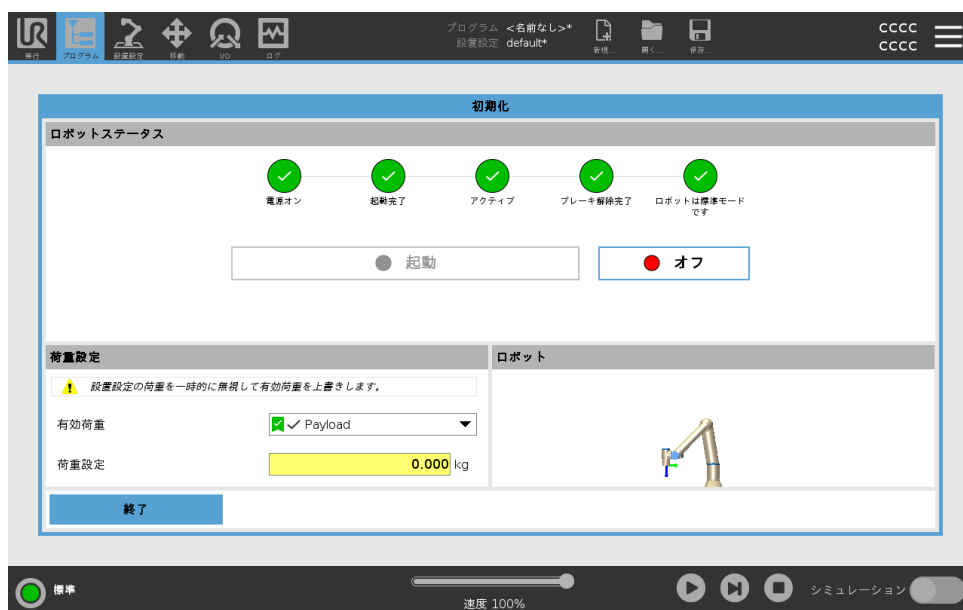 UR
プログラム <名前なし>*
設置設定 default*
実行
プログラム
設置設定
移動
I/O
ログ
新規...
開く...
保存...
cccc
cccc
初期化
ロボットステータス
電源オン
起動完了
アクティブ
ブレーキ解除完了
ロボットは標準モード
です
起動
オフ
荷重設定
ロボット
設置設定の荷重を一時的に無視して有効荷重を上書きします。
有効荷重
Payload
荷重設定
0.000 kg
終了
標準
速度 100%
シミュレーション